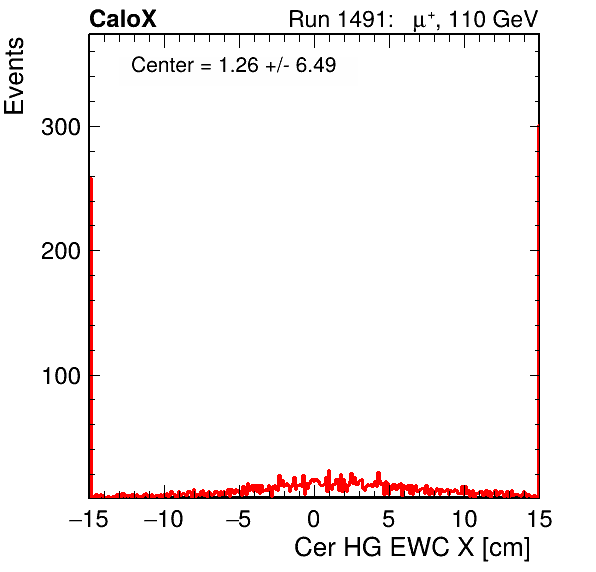 CaloX Run 1491: μ⁺, 110 GeV
Center = 1.26 +/- 6.49
Events
300
200
100
−15 −10 −5 0 5 10 15
Cer HG EWC X [cm]